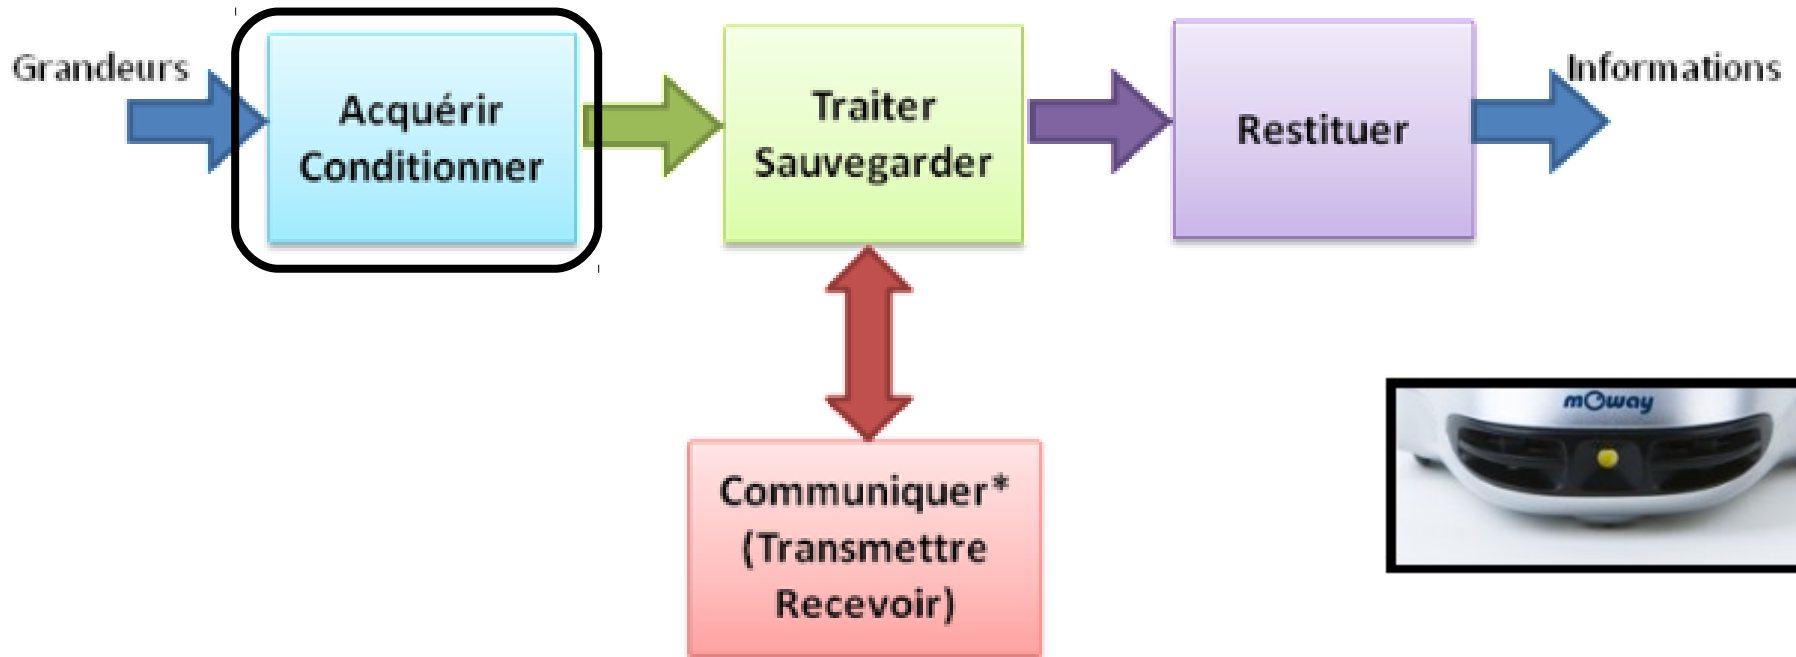 Grandeurs
Acquérir
Conditionner
Traiter
Sauvegarder
Restituer
Informations
Communiquer*
(Transmettre
Recevoir)
mOway